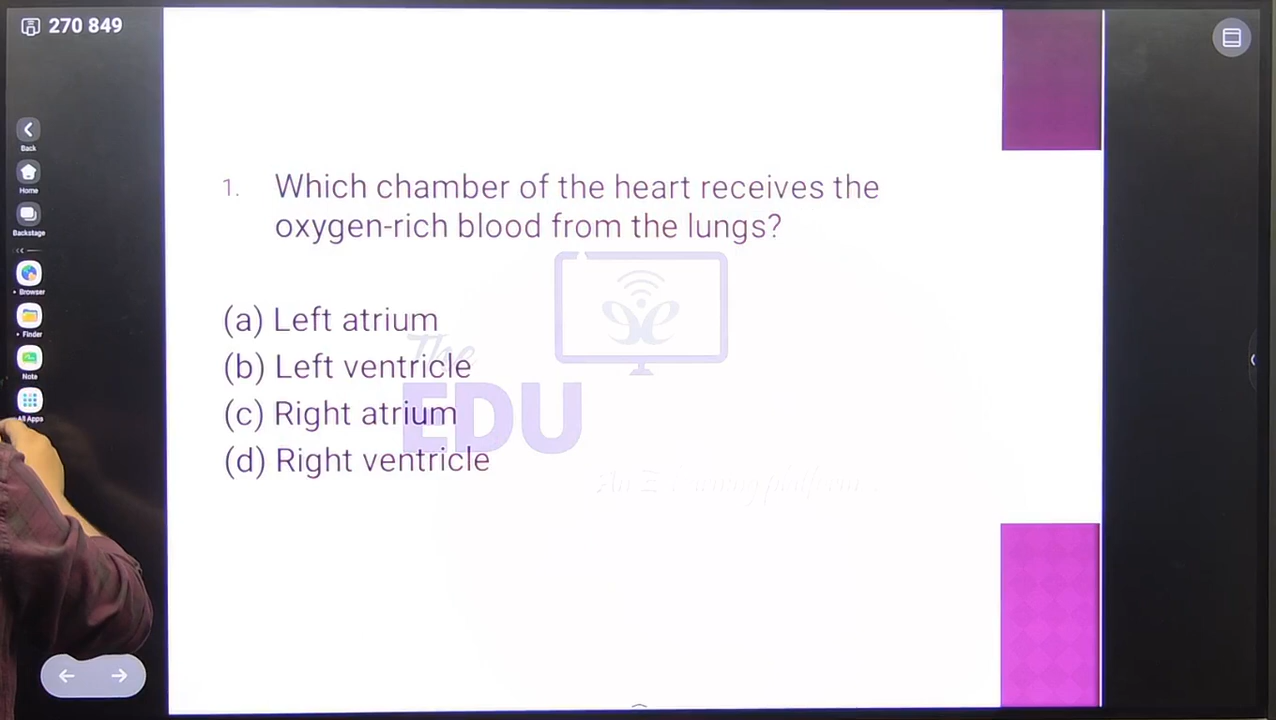 270 849
Back
Home
Backstage
Browser
Finder
Note
All Apps
1. Which chamber of the heart receives the
oxygen-rich blood from the lungs?
(a) Left atrium
(b) Left ventricle
(c) Right atrium
(d) Right ventricle
The
EDU